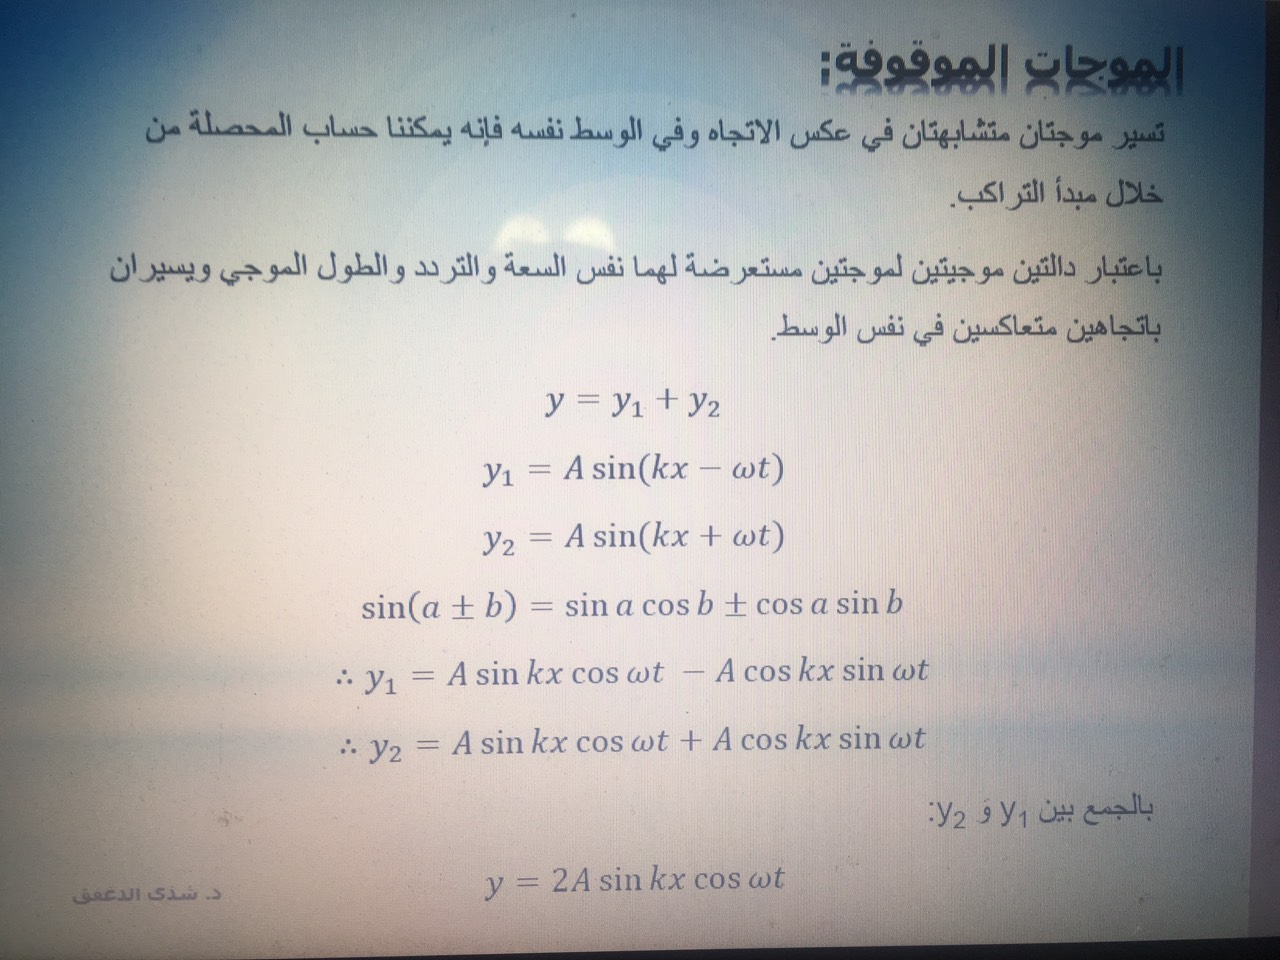 الموجات الموقوفة:
تسير موجتان متشابهتان في عكس الاتجاه وفي الوسط نفسه فإنه يمكننا حساب المحصلة من
خلال مبدأ التراكب.
باعتبار دالتين موجيتين لموجتين مستعرضة لهما نفس السعة والتردد والطول الموجي ويسيران
باتجاهين متعاكسين في نفس الوسط.
y = y₁ + y₂
y₁ = A sin(kx − ωt)
y₂ = A sin(kx + ωt)
sin(a ± b) = sin a cos b ± cos a sin b
∴ y₁ = A sin kx cos ωt − A cos kx sin ωt
∴ y₂ = A sin kx cos ωt + A cos kx sin ωt
بالجمع بين y₁ وَ y₂:
y = 2A sin kx cos ωt
د. شذى الدعفق